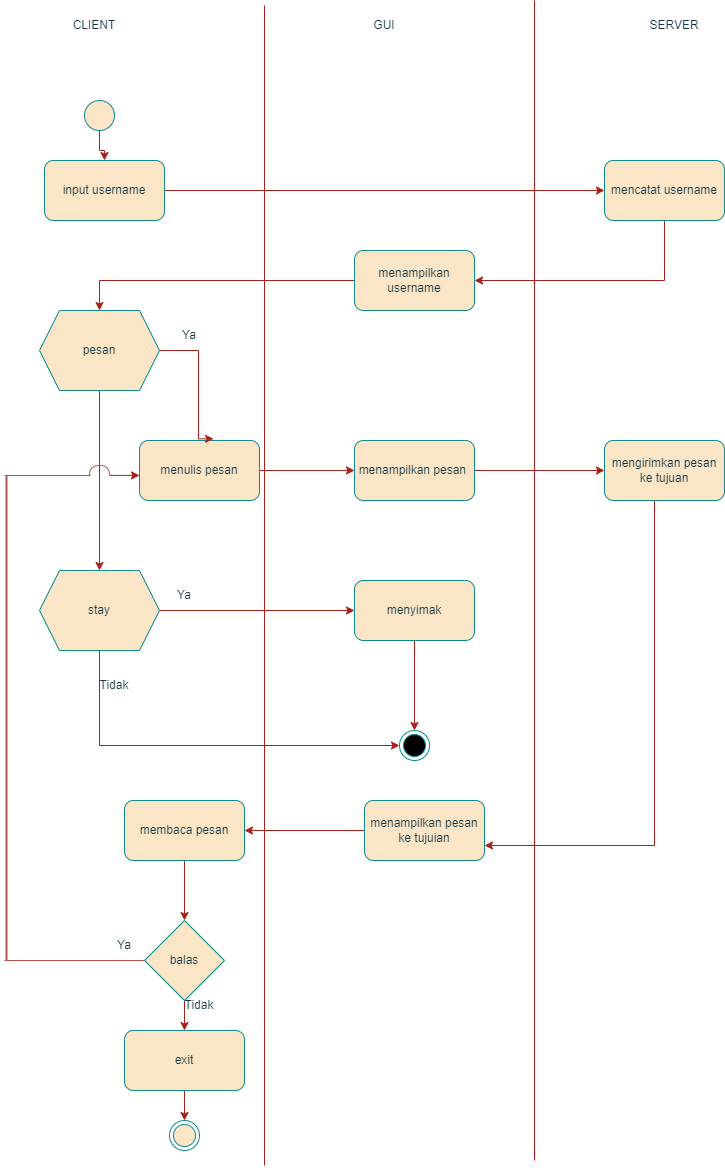 CLIENT
GUI
SERVER
input username
mencatat username
menampilkan
username
pesan
Ya
menulis pesan
menampilkan pesan
mengirimkan pesan
ke tujuan
stay
Ya
menyimak
Tidak
membaca pesan
menampilkan pesan
ke tujuian
Ya
balas
Tidak
exit